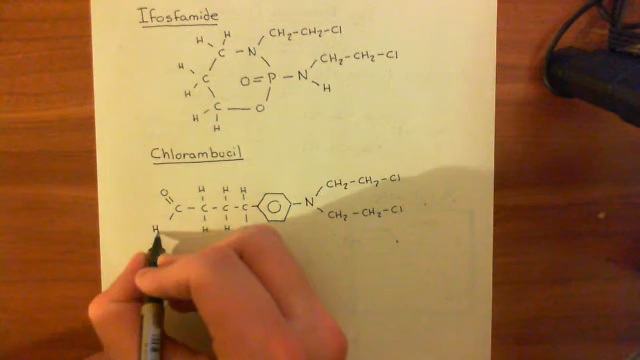 Ifosfamide
H H CH₂-CH₂-Cl
C - N CH₂-CH₂-Cl
H
C O=P-N
H H
H-C-O
H
Chlorambucil
O H H H CH₂-CH₂-Cl
C-C-C-C- -N
H H H CH₂-CH₂-Cl